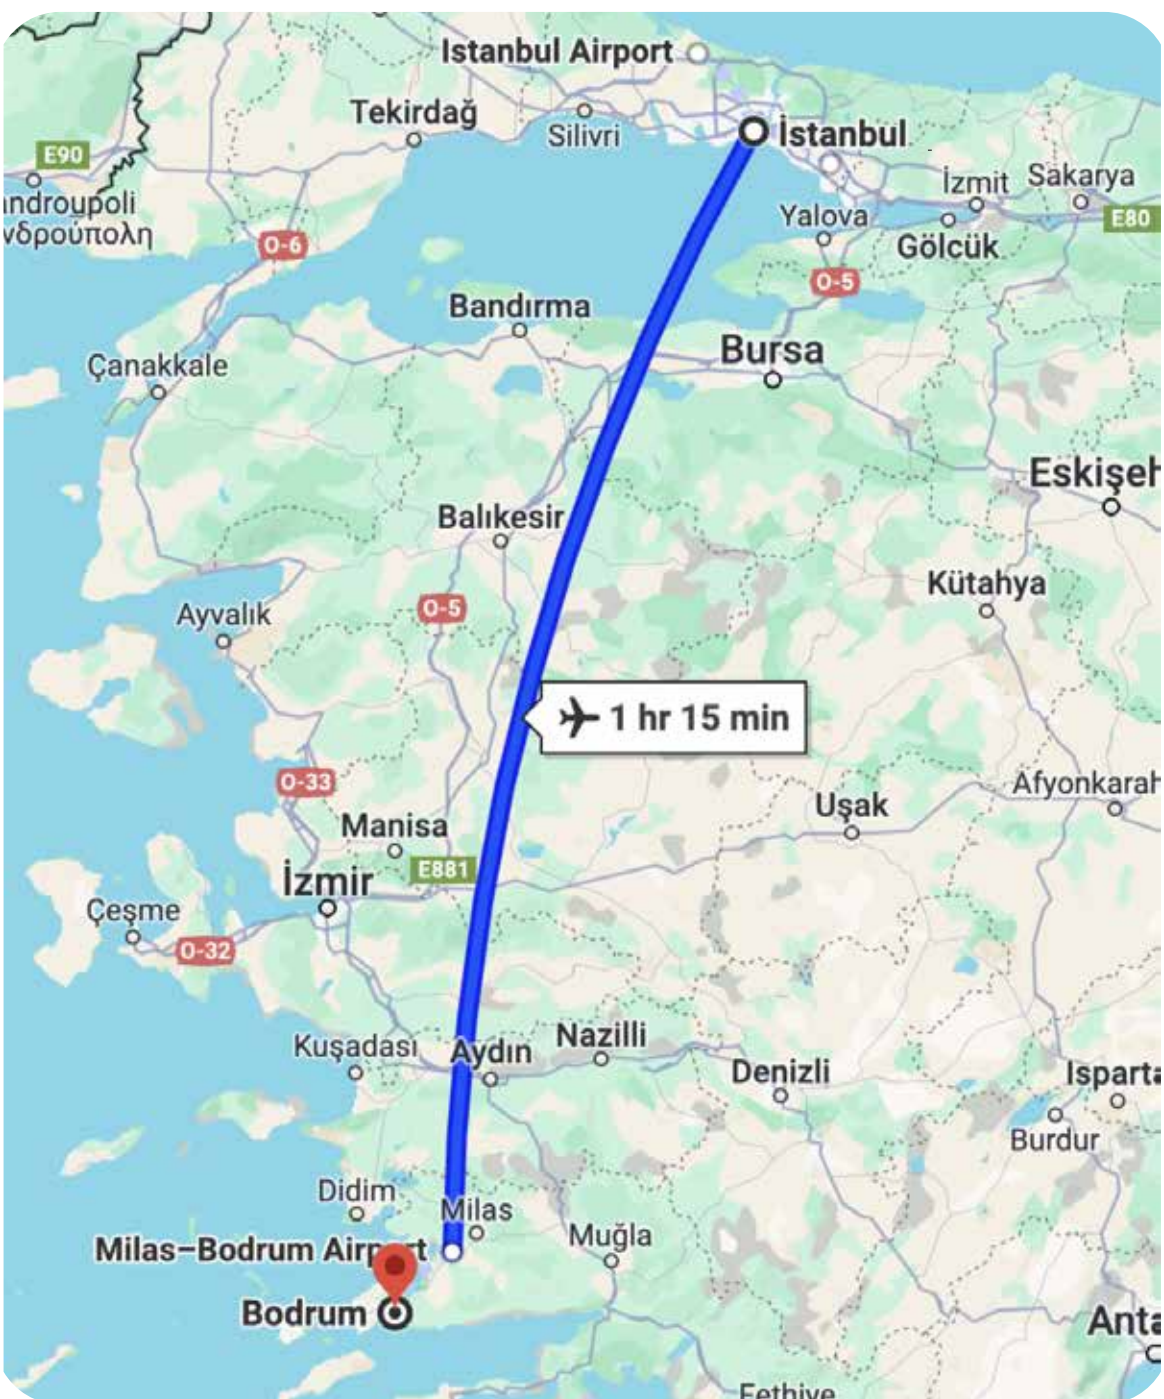 Istanbul Airport
Tekirdağ
Silivri
İstanbul
E90
androupoli
νδρούπολη
İzmit
Sakarya
Yalova
E80
O-6
Gölcük
O-5
Bandırma
Bursa
Çanakkale
Eskişeh
Balıkesir
Kütahya
O-5
Ayvalık
1 hr 15 min
O-33
Afyonkarah
Uşak
Manisa
E881
İzmir
Çeşme
O-32
Nazilli
Kuşadası
Aydın
Denizli
Isparta
Burdur
Didim
Milas
Muğla
Milas–Bodrum Airport
Bodrum
Anta
Fethiye